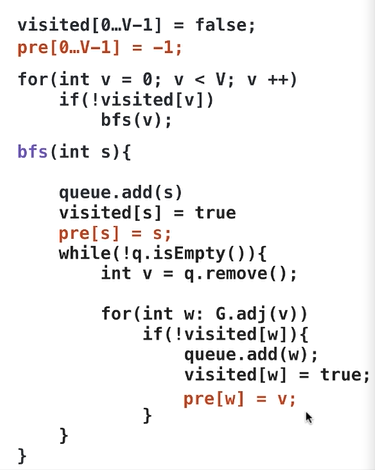 visited[0…V-1] = false;
pre[0…V-1] = -1;
for(int v = 0; v < V; v ++)
if(!visited[v])
bfs(v);
bfs(int s){
queue.add(s)
visited[s] = true
pre[s] = s;
while(!q.isEmpty()){
int v = q.remove();
for(int w: G.adj(v))
if(!visited[w]){
queue.add(w);
visited[w] = true;
pre[w] = v;
}
}
}